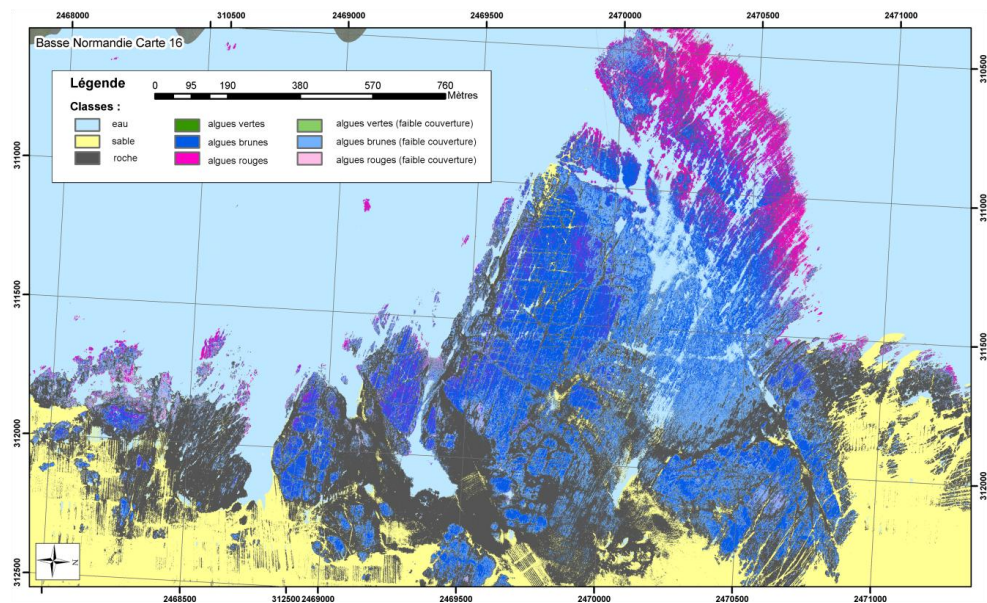 2468000 310500 2469000 2469500 2470000 2470500 2471000
Basse Normandie Carte 16
Légende
0 95 190 380 570 760
Mètres
Classes :
eau algues vertes algues vertes (faible couverture)
sable algues brunes algues brunes (faible couverture)
roche algues rouges algues rouges (faible couverture)
310500
311000 311000
311500 311500
312000 312000
312500
N
2468500 312500 2469000 2469500 2470000 2470500 2471000